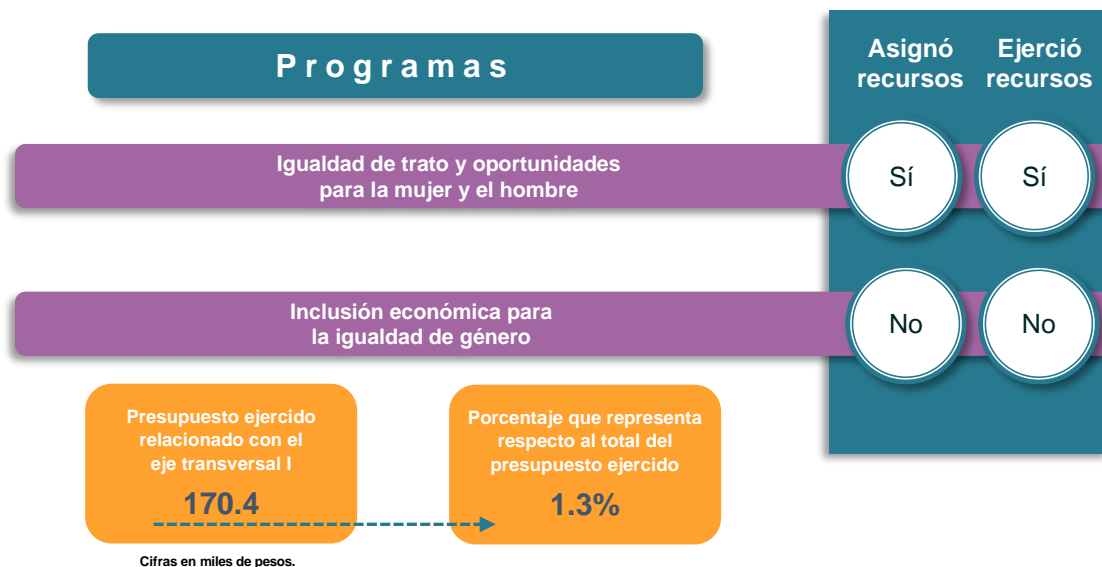 Programas
Asignó
recursos
Ejerció
recursos
Igualdad de trato y oportunidades
para la mujer y el hombre
Sí
Sí
Inclusión económica para
la igualdad de género
No
No
Presupuesto ejercido
relacionado con el
eje transversal I
170.4
Porcentaje que representa
respecto al total del
presupuesto ejercido
1.3%
Cifras en miles de pesos.